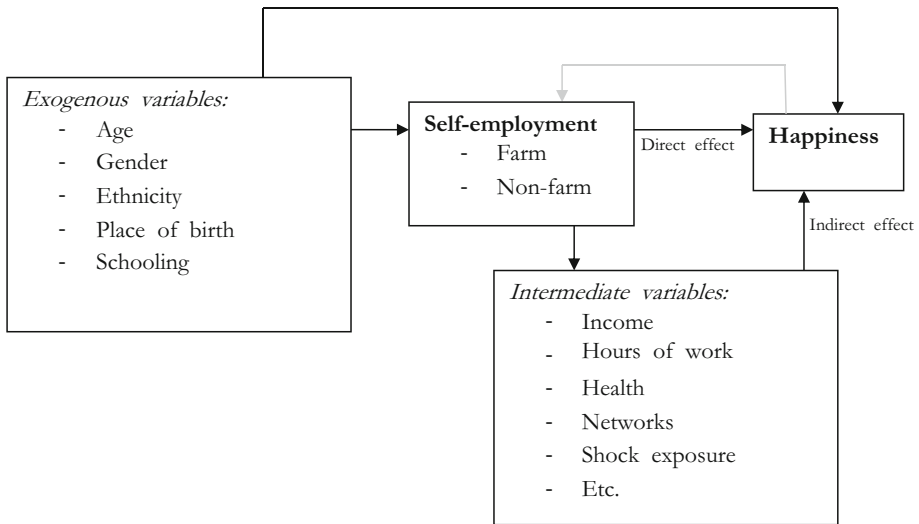 Exogenous variables:
- Age
- Gender
- Ethnicity
- Place of birth
- Schooling
Self-employment
- Farm
- Non-farm
Direct effect
Happiness
Indirect effect
Intermediate variables:
- Income
- Hours of work
- Health
- Networks
- Shock exposure
- Etc.